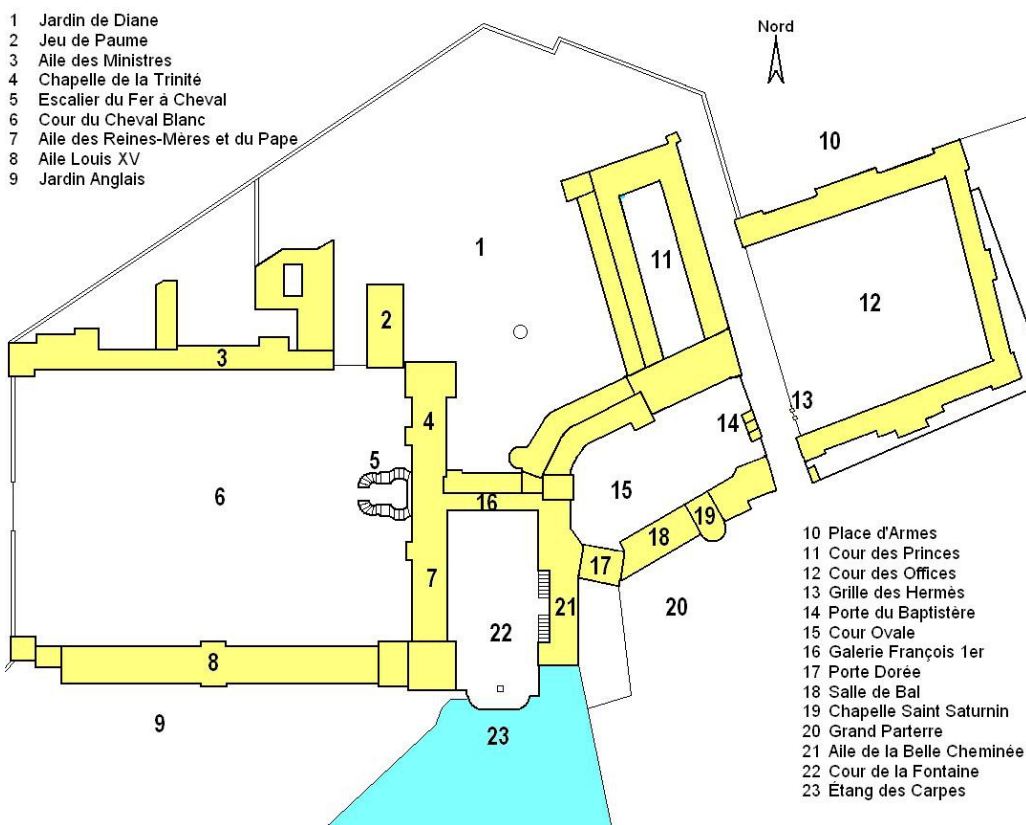 1 Jardin de Diane
2 Jeu de Paume
3 Aile des Ministres
4 Chapelle de la Trinité
5 Escalier du Fer à Cheval
6 Cour du Cheval Blanc
7 Aile des Reines-Mères et du Pape
8 Aile Louis XV
9 Jardin Anglais
Nord
10
1
11
12
2
3
13
4
14
5
6
15
16
19
18
17
7
21
20
22
8
9
23
10 Place d'Armes
11 Cour des Princes
12 Cour des Offices
13 Grille des Hermès
14 Porte du Baptistère
15 Cour Ovale
16 Galerie François 1er
17 Porte Dorée
18 Salle de Bal
19 Chapelle Saint Saturnin
20 Grand Parterre
21 Aile de la Belle Cheminée
22 Cour de la Fontaine
23 Étang des Carpes